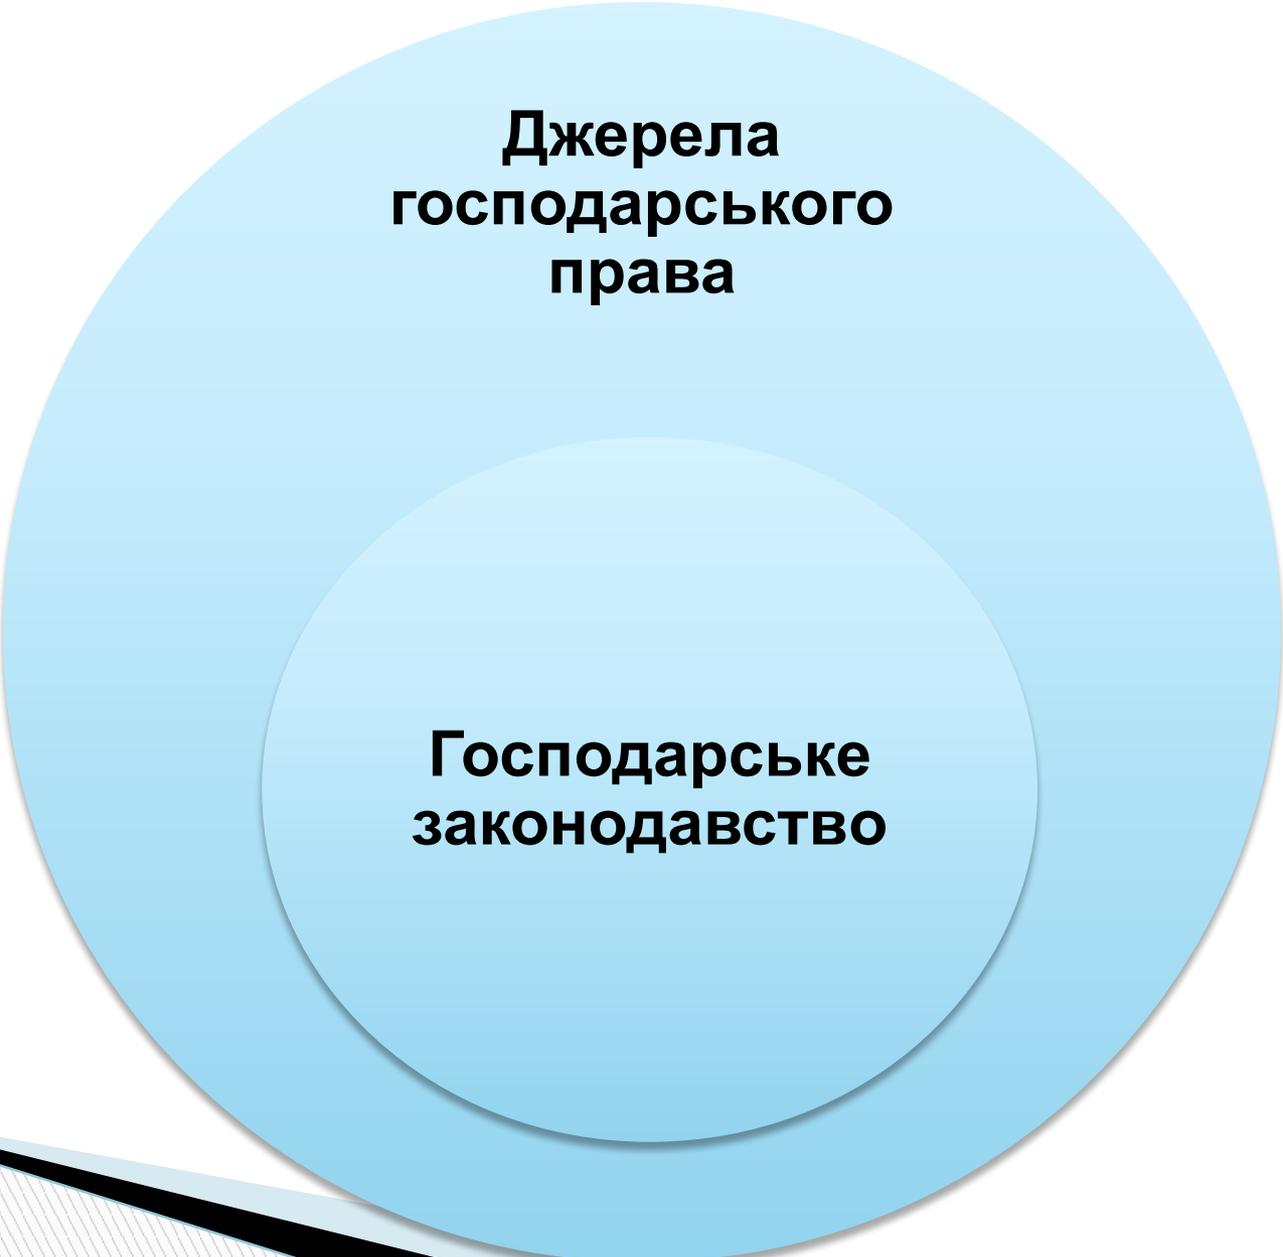 Джерела
господарського
права
Господарське
законодавство